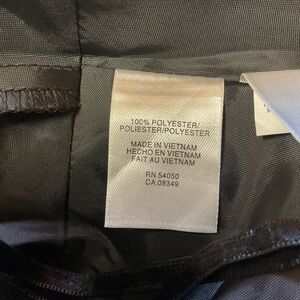 100% POLYESTER/
POLIESTER/POLYESTER
MADE IN VIETNAM
HECHO EN VIETNAM
FAIT AU VIETNAM
RN 54050
CA 08349